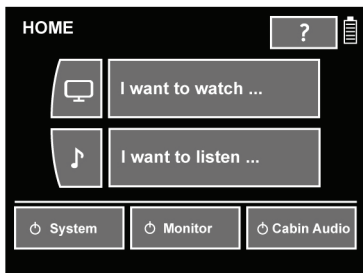 HOME
?
I want to watch ...
I want to listen ...
System
Monitor
Cabin Audio